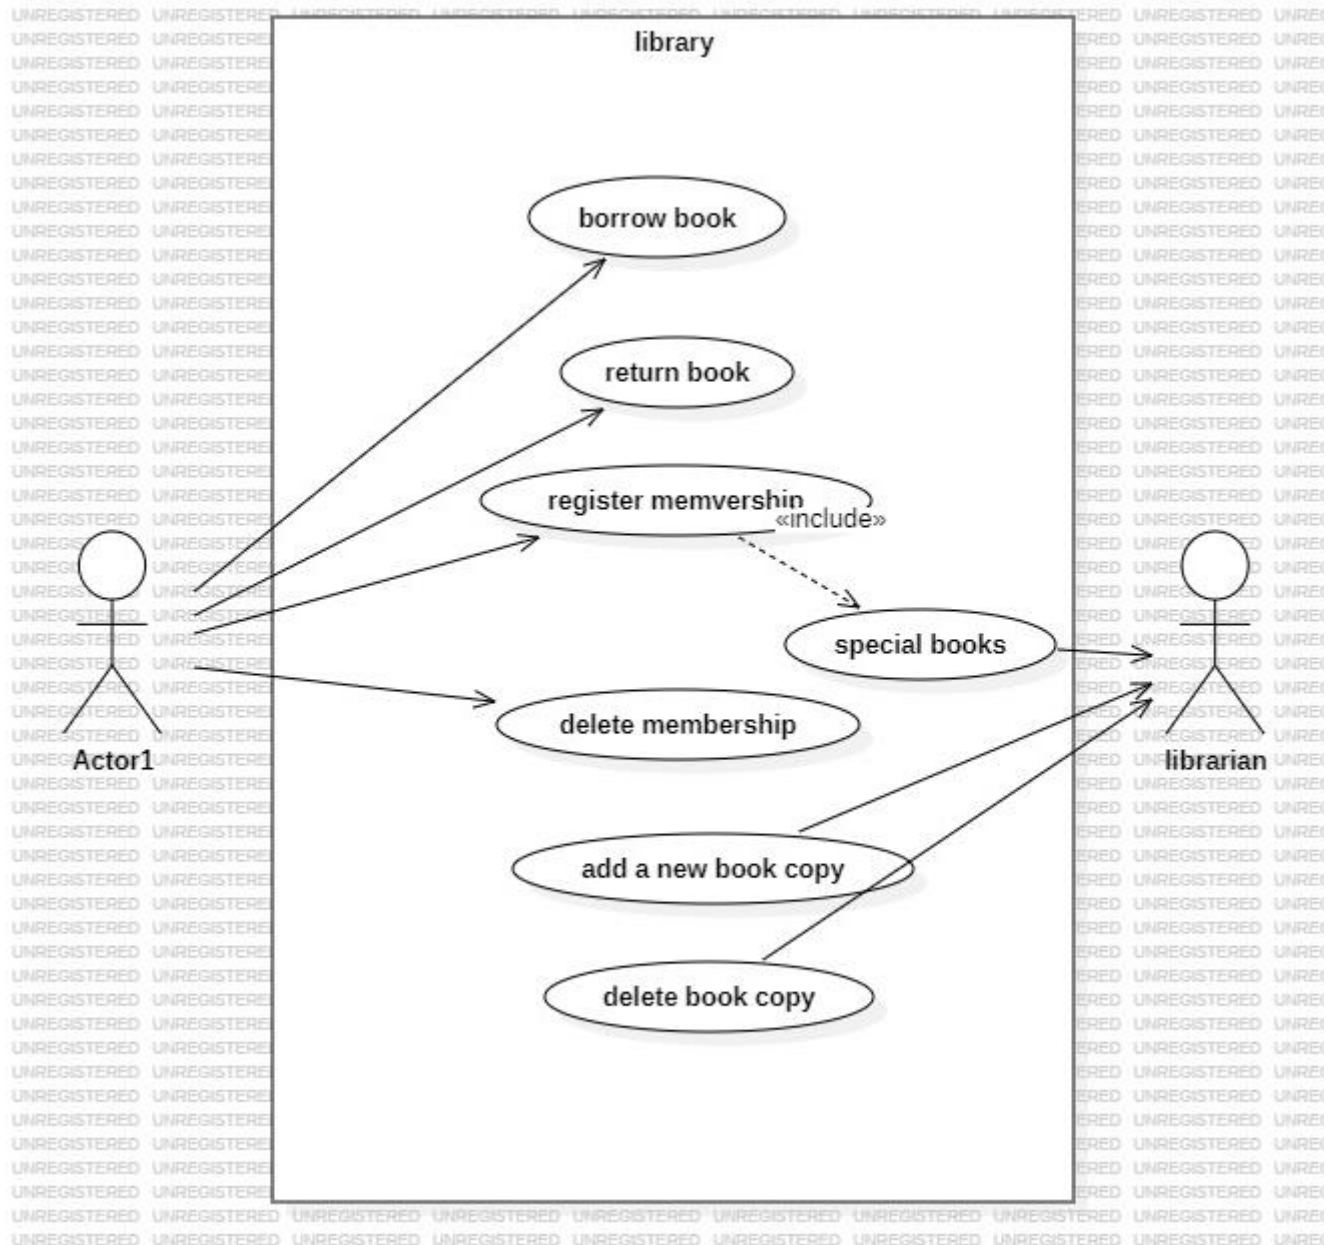 library
borrow book
return book
register memvership
«include»
special books
delete membership
Actor1
librarian
add a new book copy
delete book copy
UNREGISTERED